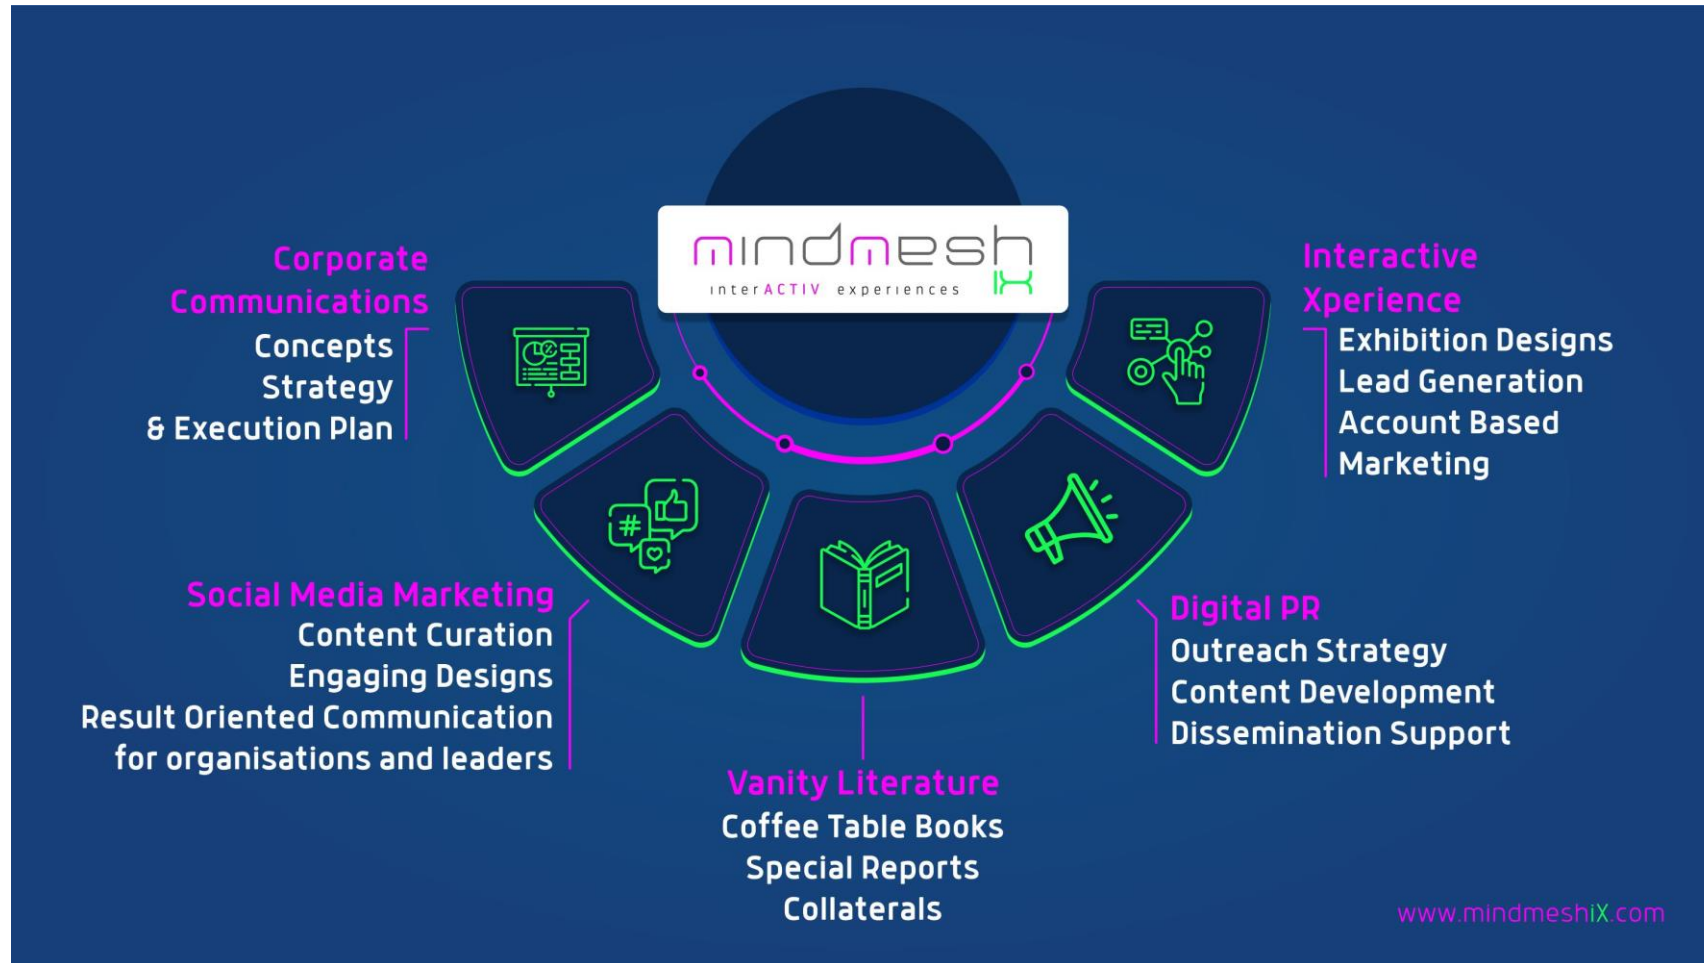 mindmesh
iX
interACTIV experiences
Corporate
Communications
Concepts
Strategy
& Execution Plan
Social Media Marketing
Content Curation
Engaging Designs
Result Oriented Communication
for organisations and leaders
Vanity Literature
Coffee Table Books
Special Reports
Collaterals
Digital PR
Outreach Strategy
Content Development
Dissemination Support
Interactive
Xperience
Exhibition Designs
Lead Generation
Account Based
Marketing
#
www.mindmeshiX.com